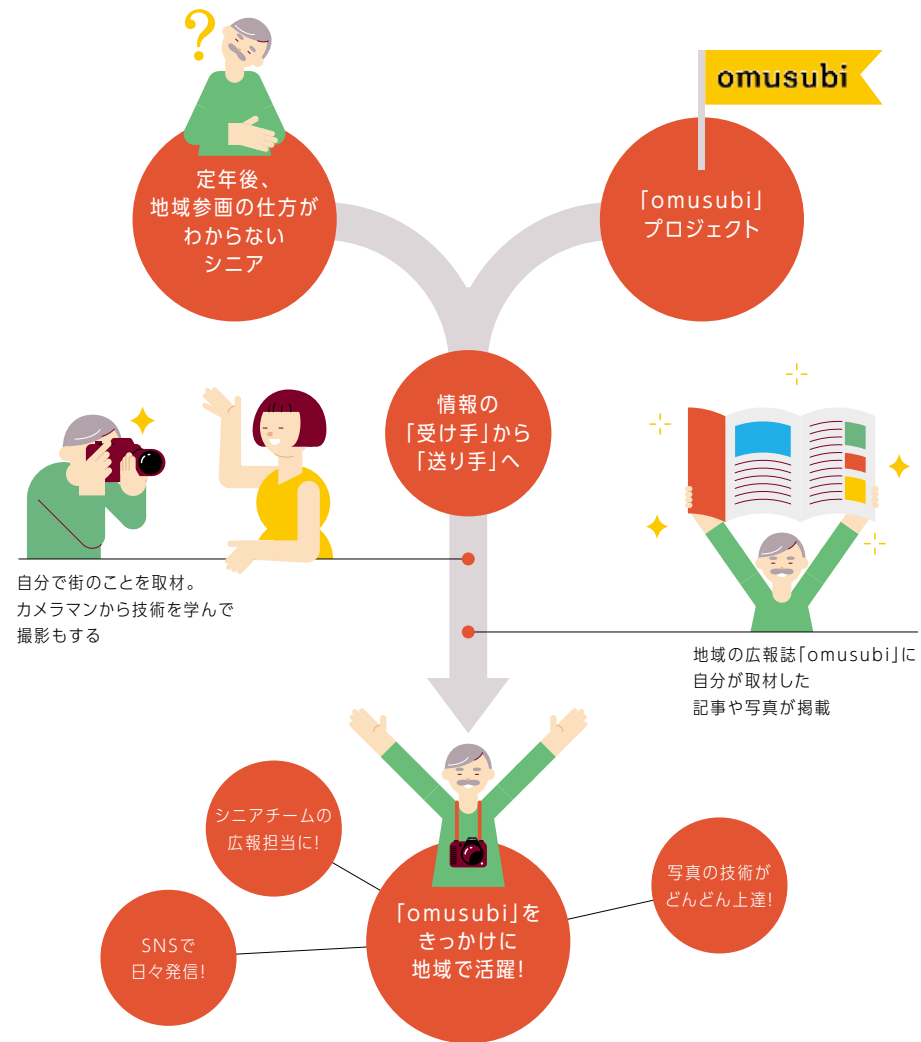 ?
omusubi
定年後、
地域参画の仕方が
わからない
シニア
「omusubi」
プロジェクト
情報の
「受け手」から
「送り手」へ
自分で街のことを取材。
カメラマンから技術を学んで
撮影もする
地域の広報誌「omusubi」に
自分が取材した
記事や写真が掲載
シニアチームの
広報担当に!
写真の技術が
どんどん上達!
SNSで
日々発信!
「omusubi」を
きっかけに
地域で活躍!